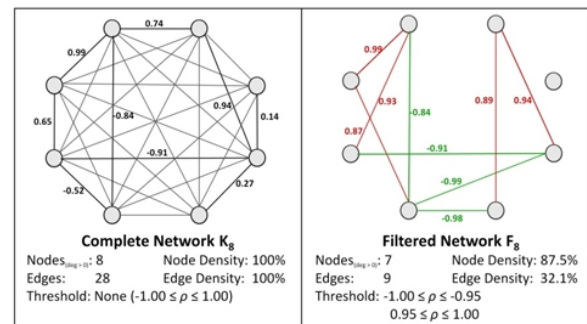 0.74
0.99
0.65
-0.84
0.94
0.14
-0.91
-0.52
0.27
Complete Network K8
Nodes(deg > 0): 8 Node Density: 100%
Edges: 28 Edge Density: 100%
Threshold: None (-1.00 ≤ ρ ≤ 1.00)
0.99
0.93
-0.84
0.89
0.94
0.87
-0.91
-0.99
-0.98
Filtered Network F8
Nodes(deg > 0): 7 Node Density: 87.5%
Edges: 9 Edge Density: 32.1%
Threshold: -1.00 ≤ ρ ≤ -0.95
0.95 ≤ ρ ≤ 1.00